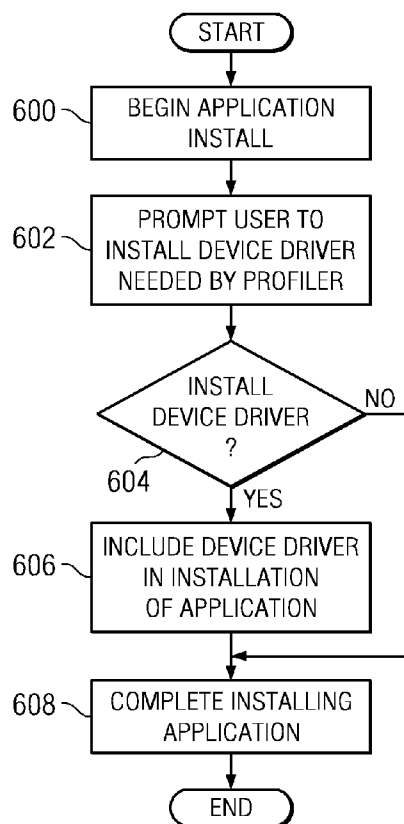 START
600
BEGIN APPLICATION
INSTALL
602
PROMPT USER TO
INSTALL DEVICE DRIVER
NEEDED BY PROFILER
INSTALL
DEVICE DRIVER
?
NO
604
YES
606
INCLUDE DEVICE DRIVER
IN INSTALLATION
OF APPLICATION
608
COMPLETE INSTALLING
APPLICATION
END